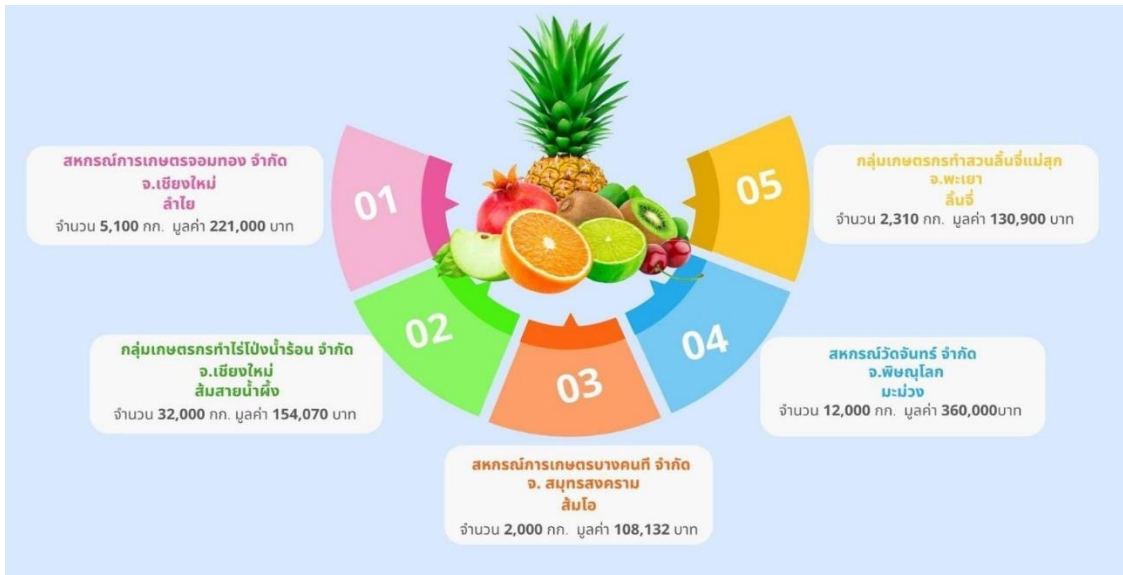 01
สหกรณ์การเกษตรจอมทอง จำกัด
จ.เชียงใหม่
ลำไย
จำนวน 5,100 กก. มูลค่า 221,000 บาท
02
กลุ่มเกษตรกรทำไร่โป่งน้ำร้อน จำกัด
จ.เชียงใหม่
ส้มสายน้ำผึ้ง
จำนวน 32,000 กก. มูลค่า 154,070 บาท
03
สหกรณ์การเกษตรบางคนที จำกัด
จ. สมุทรสงคราม
ส้มโอ
จำนวน 2,000 กก. มูลค่า 108,132 บาท
04
สหกรณ์วัดจันทร์ จำกัด
จ.พิษณุโลก
มะม่วง
จำนวน 12,000 กก. มูลค่า 360,000บาท
05
กลุ่มเกษตรกรทำสวนลิ้นจี่แม่สุก
จ.พะเยา
ลิ้นจี่
จำนวน 2,310 กก. มูลค่า 130,900 บาท